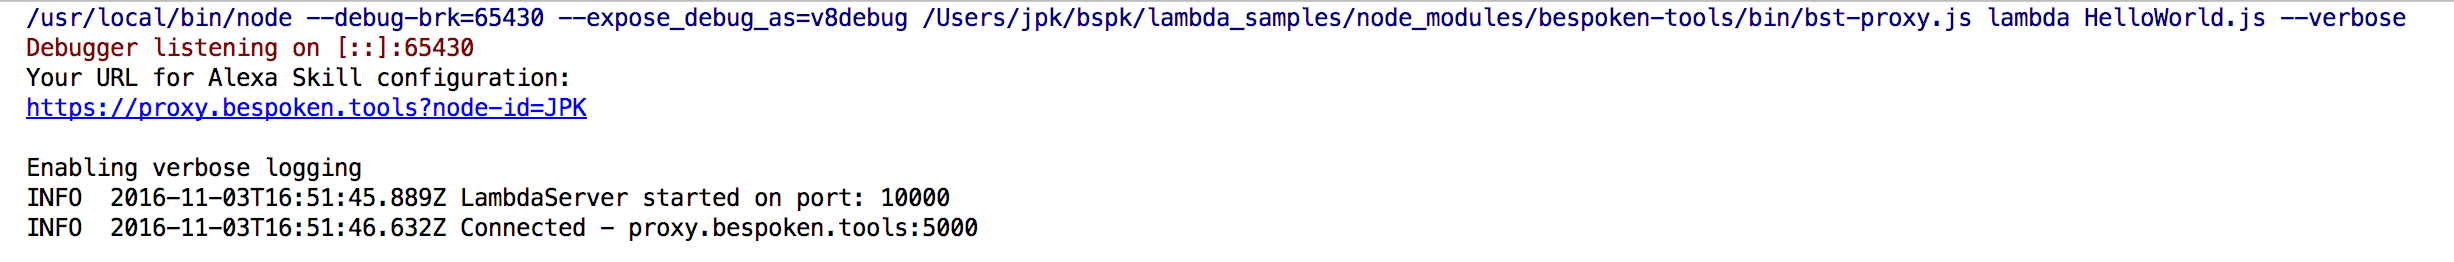 /usr/local/bin/node --debug-brk=65430 --expose_debug_as=v8debug /Users/jpk/bspk/lambda_samples/node_modules/bespoken-tools/bin/bst-proxy.js lambda HelloWorld.js --verbose
Debugger listening on [::]:65430
Your URL for Alexa Skill configuration:
https://proxy.bespoken.tools?node-id=JPK
Enabling verbose logging
INFO  2016-11-03T16:51:45.889Z LambdaServer started on port: 10000
INFO  2016-11-03T16:51:46.632Z Connected - proxy.bespoken.tools:5000